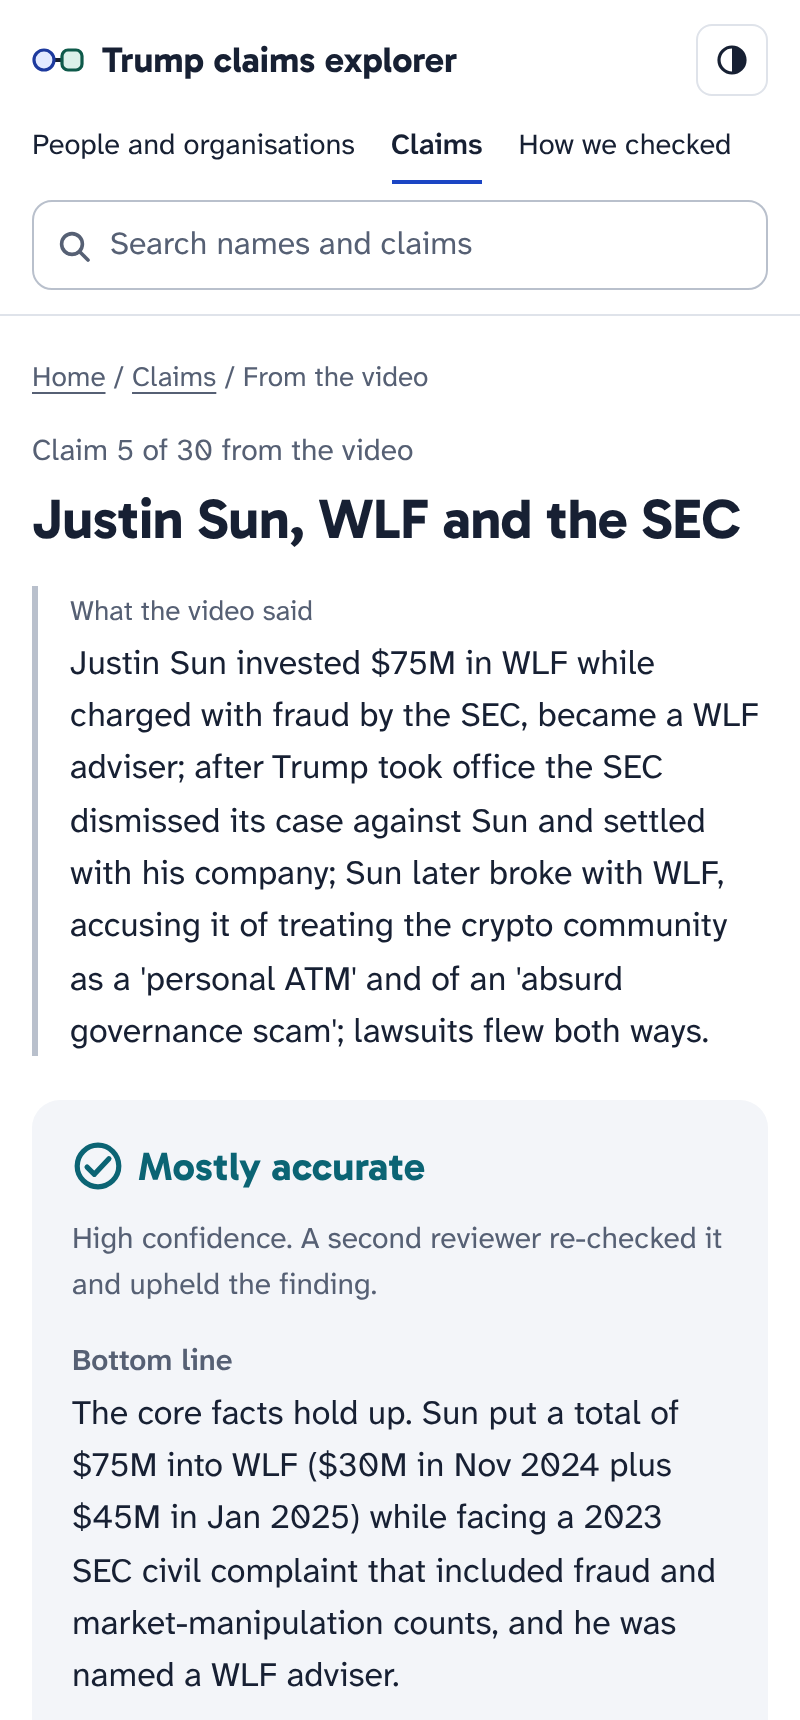 Trump claims explorer
People and organisations Claims How we checked
Search names and claims
Home / Claims / From the video
Claim 5 of 30 from the video
Justin Sun, WLF and the SEC
What the video said
Justin Sun invested $75M in WLF while
charged with fraud by the SEC, became a WLF
adviser; after Trump took office the SEC
dismissed its case against Sun and settled
with his company; Sun later broke with WLF,
accusing it of treating the crypto community
as a 'personal ATM' and of an 'absurd
governance scam'; lawsuits flew both ways.
Mostly accurate
High confidence. A second reviewer re-checked it
and upheld the finding.
Bottom line
The core facts hold up. Sun put a total of
$75M into WLF ($30M in Nov 2024 plus
$45M in Jan 2025) while facing a 2023
SEC civil complaint that included fraud and
market-manipulation counts, and he was
named a WLF adviser.